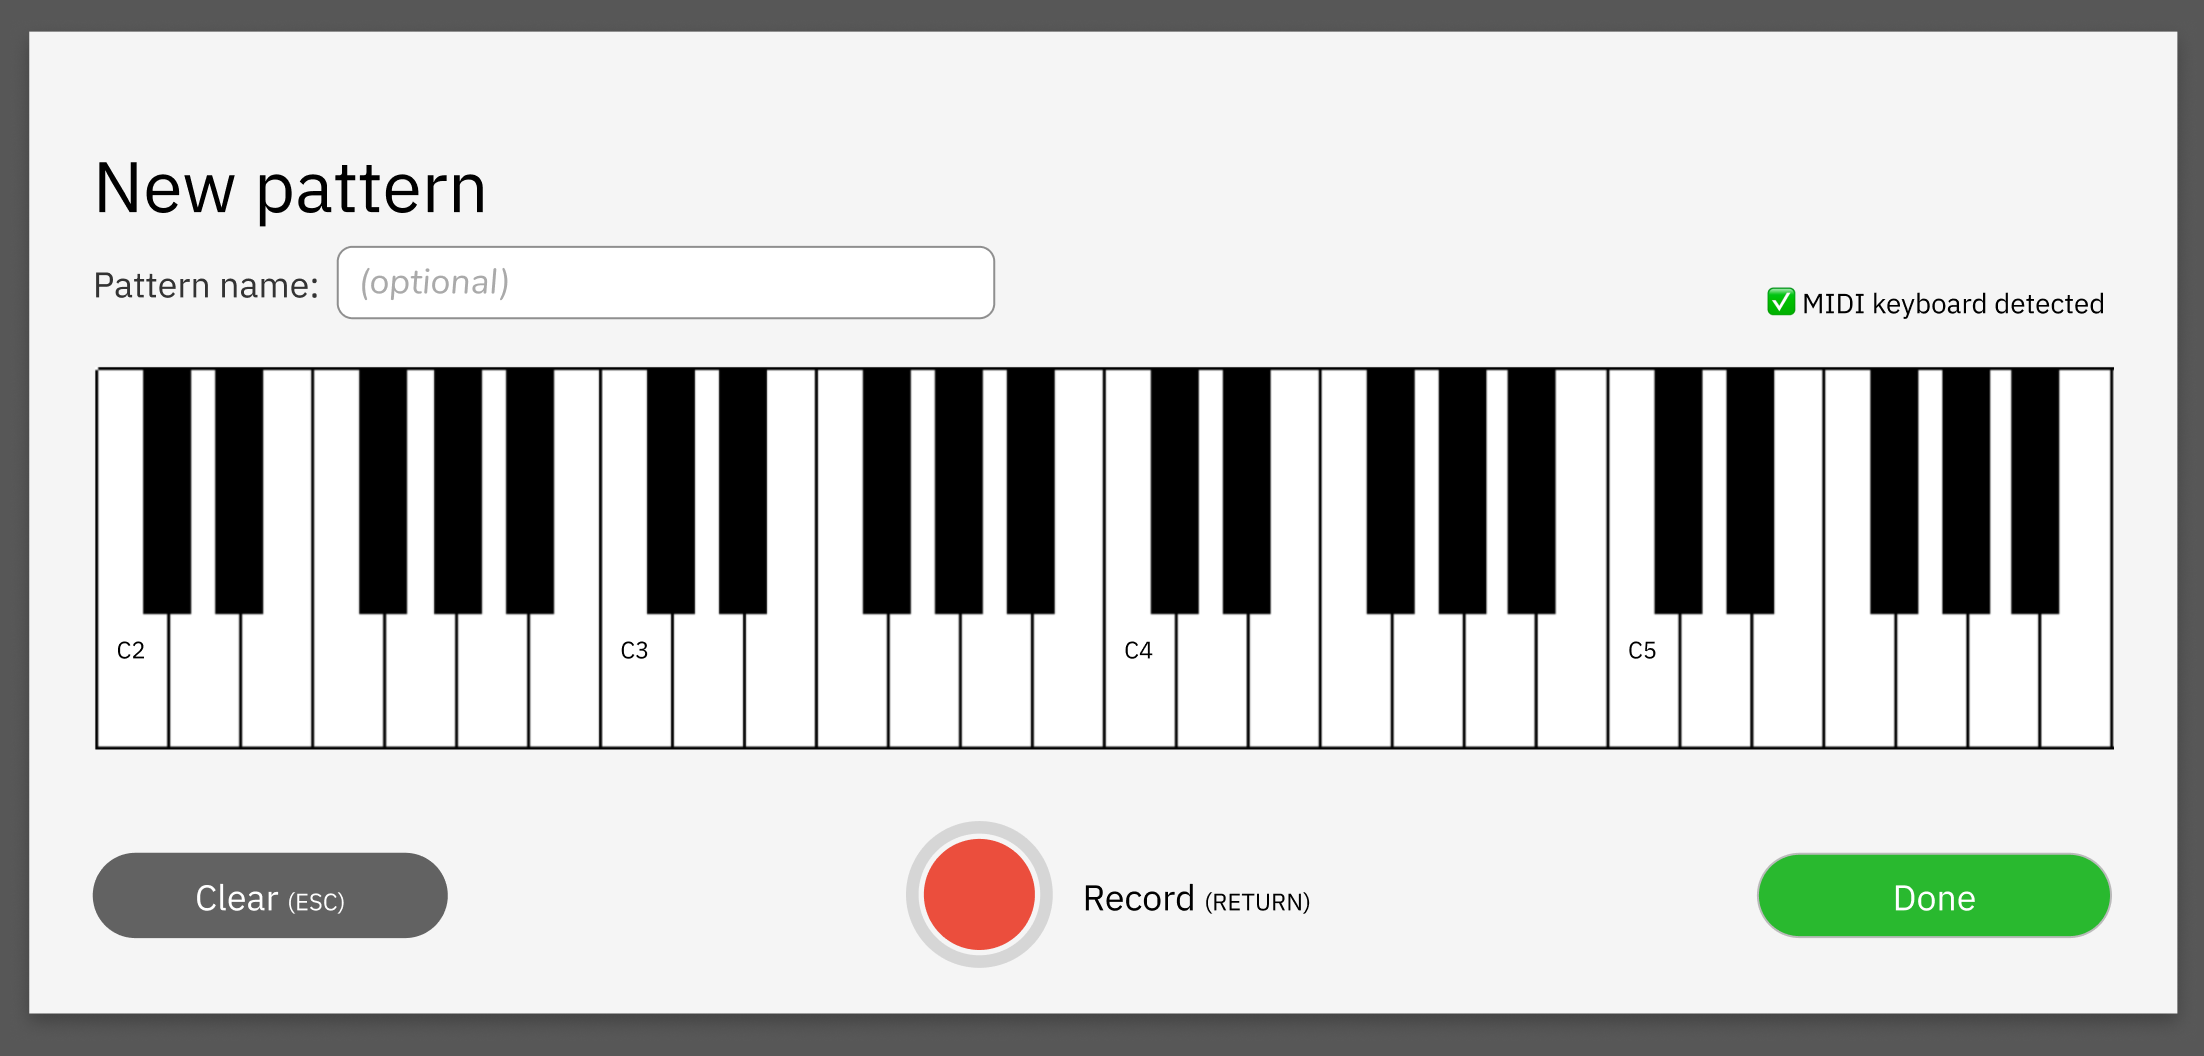 New pattern
Pattern name: (optional)
✅ MIDI keyboard detected
C2 C3 C4 C5
Clear (ESC) Record (RETURN) Done